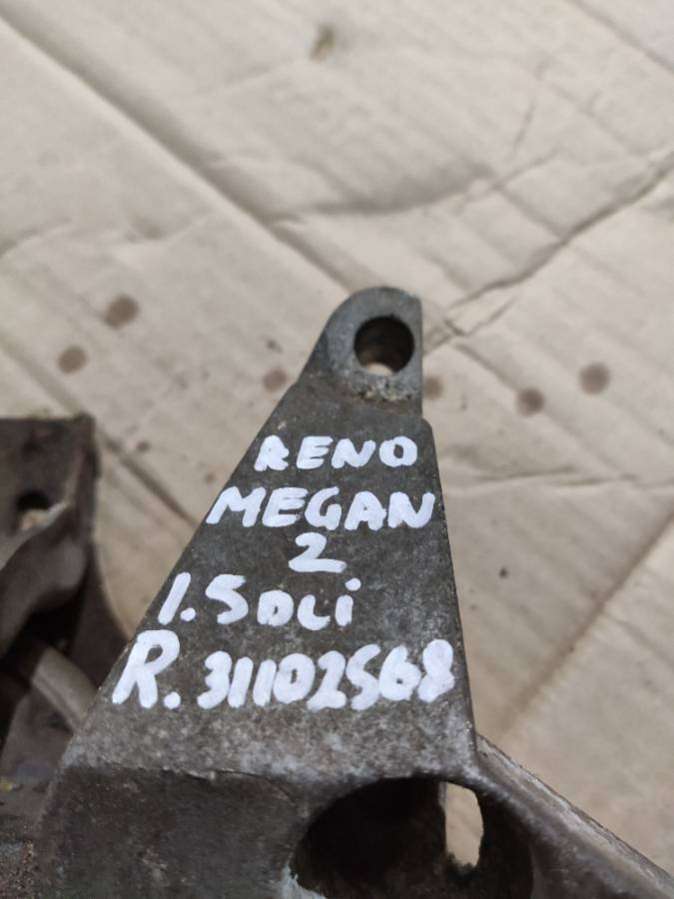 RENO
MEGAN
2
1.5DCi
R.31102568